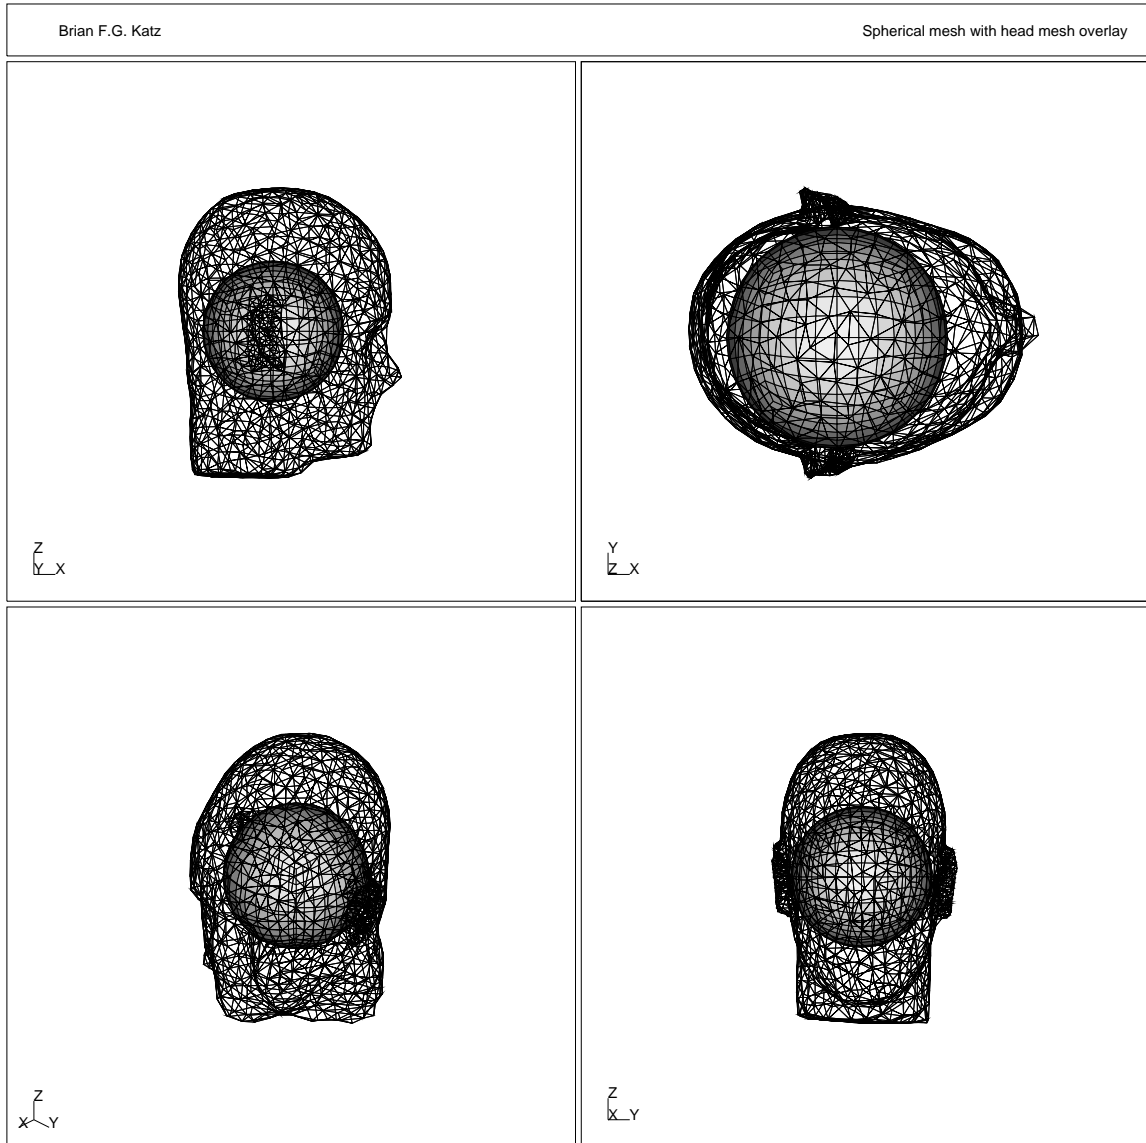 Brian F.G. Katz
Spherical mesh with head mesh overlay
Z
Y X
Y
Z X
Z
X Y
Z
X Y